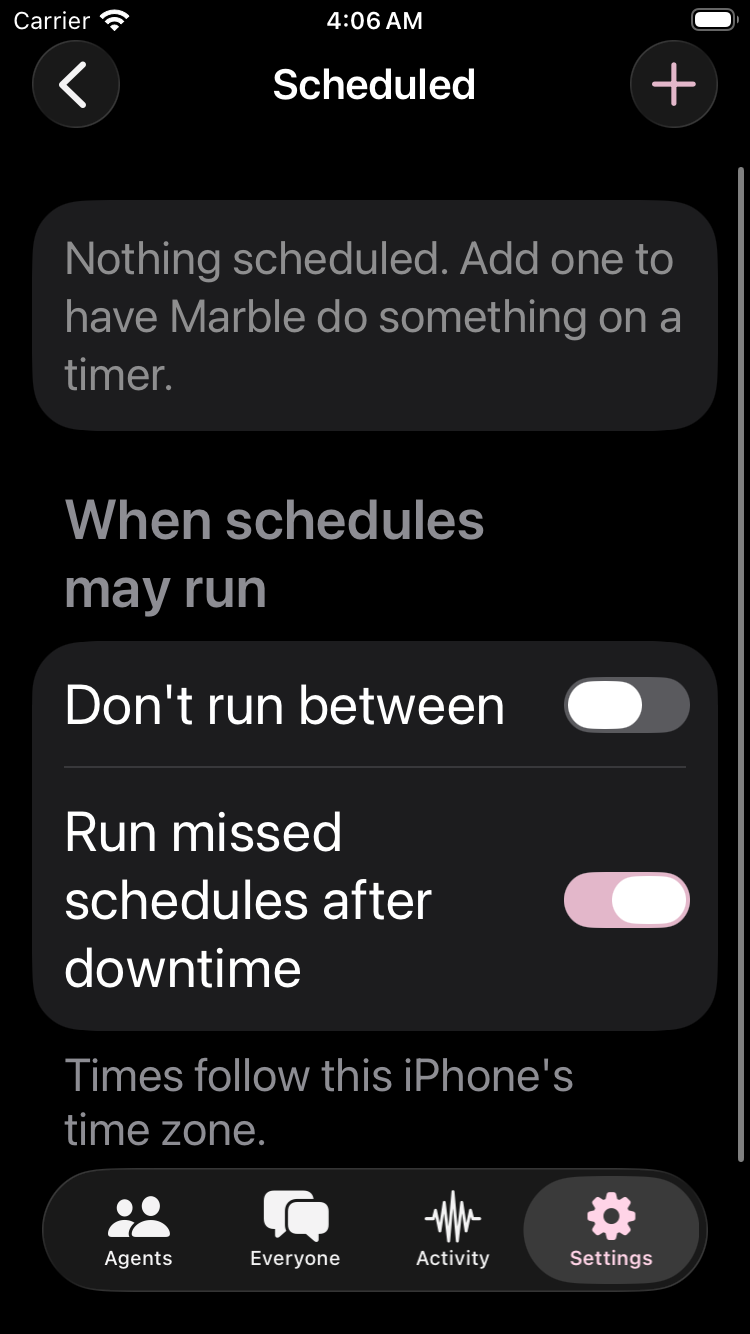 Carrier
4:06 AM
Scheduled
Nothing scheduled. Add one to
have Marble do something on a
timer.
When schedules
may run
Don't run between
Run missed
schedules after
downtime
Times follow this iPhone's
time zone.
Agents
Everyone
Activity
Settings